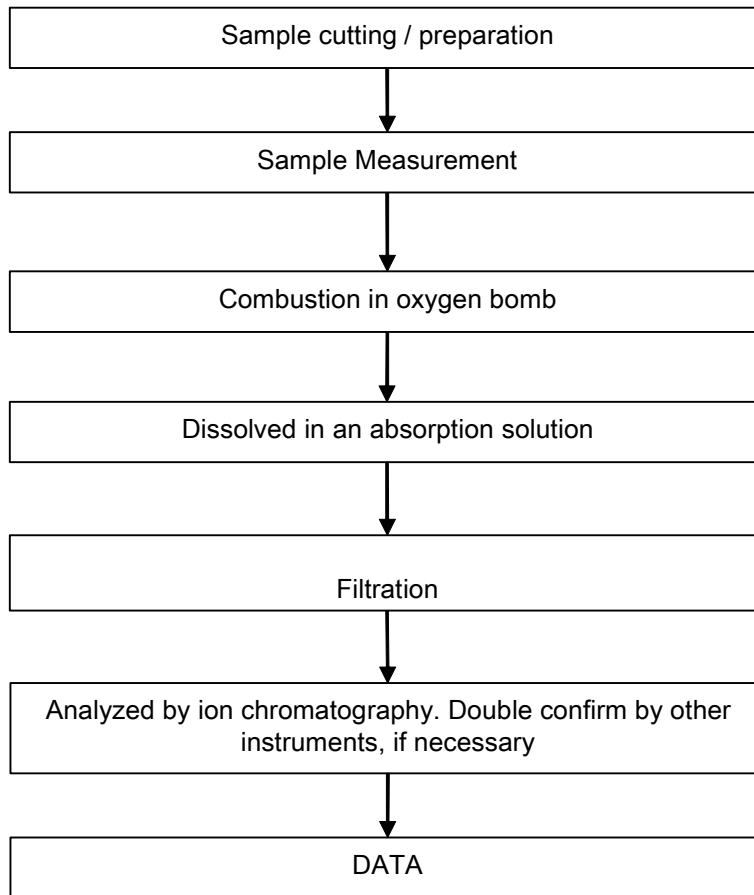 Sample cutting / preparation
Sample Measurement
Combustion in oxygen bomb
Dissolved in an absorption solution
Filtration
Analyzed by ion chromatography. Double confirm by other
instruments, if necessary
DATA